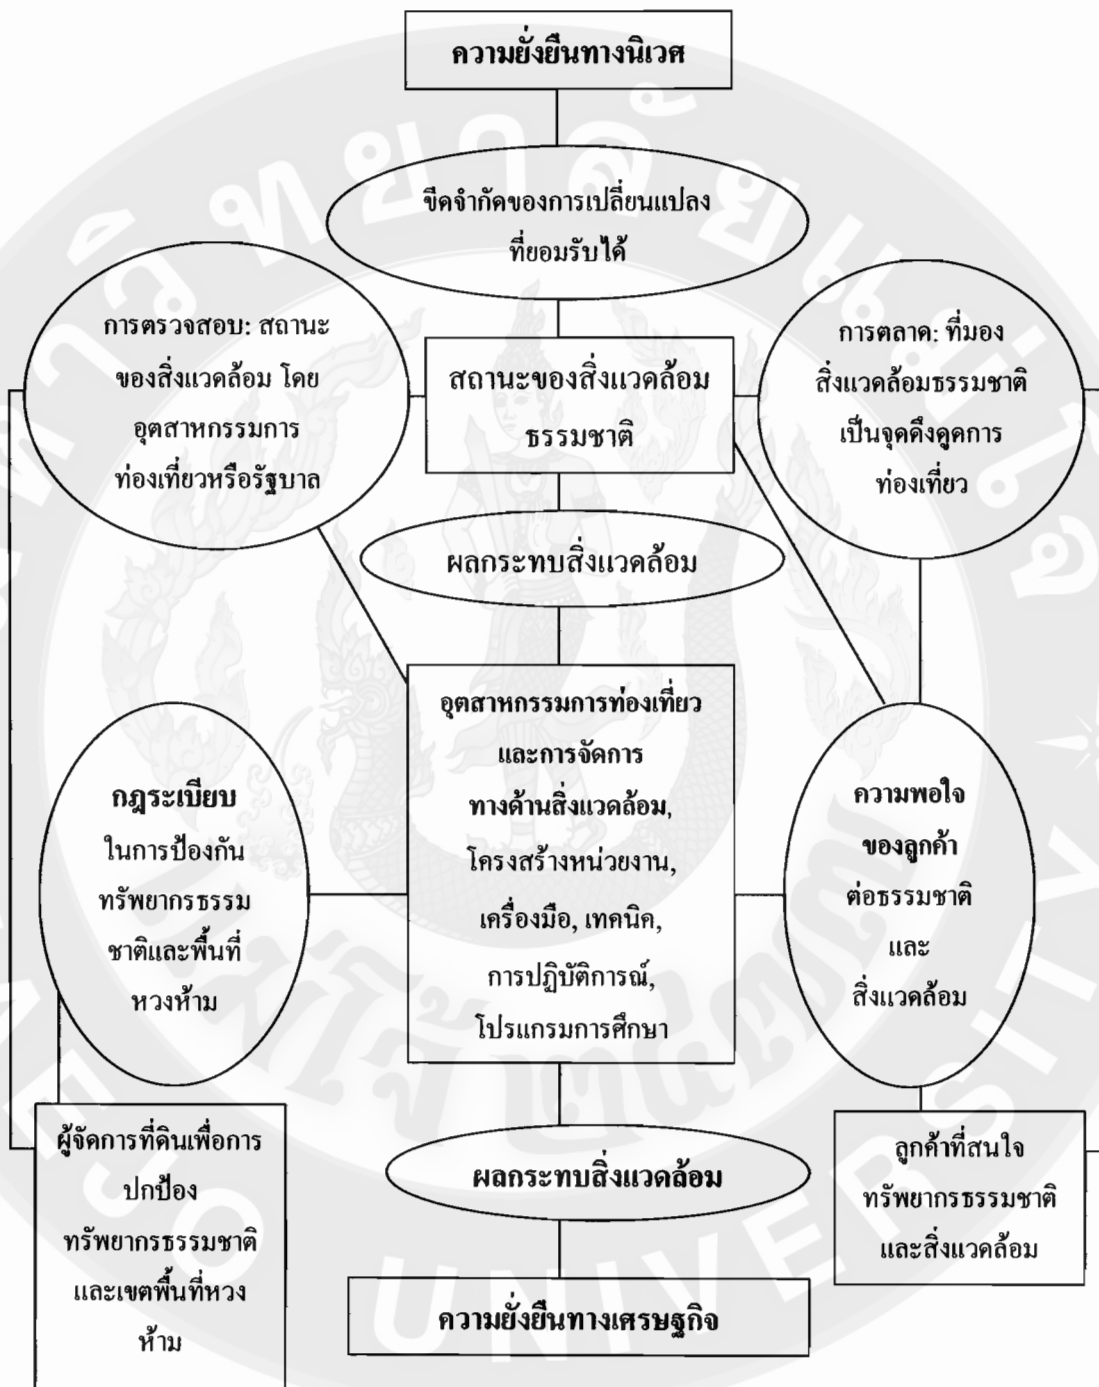 ความยั่งยืนทางนิเวศ
ขีดจำกัดของการเปลี่ยนแปลง
ที่ยอมรับได้
การตรวจสอบ: สถานะ
ของสิ่งแวดล้อม โดย
อุตสาหกรรมการ
ท่องเที่ยวหรือรัฐบาล
สถานะของสิ่งแวดล้อม
ธรรมชาติ
การตลาด: ที่มอง
สิ่งแวดล้อมธรรมชาติ
เป็นจุดดึงดูดการ
ท่องเที่ยว
ผลกระทบสิ่งแวดล้อม
กฎระเบียบ
ในการป้องกัน
ทรัพยากรธรรม
ชาติและพื้นที่
หวงห้าม
อุตสาหกรรมการท่องเที่ยว
และการจัดการ
ทางด้านสิ่งแวดล้อม,
โครงสร้างหน่วยงาน,
เครื่องมือ, เทคนิค,
การปฏิบัติการณ์,
โปรแกรมการศึกษา
ความพอใจ
ของลูกค้า
ต่อธรรมชาติ
และ
สิ่งแวดล้อม
ผู้จัดการที่ดินเพื่อการ
ปกป้อง
ทรัพยากรธรรมชาติ
และเขตพื้นที่หวง
ห้าม
ผลกระทบสิ่งแวดล้อม
ลูกค้าที่สนใจ
ทรัพยากรธรรมชาติ
และสิ่งแวดล้อม
ความยั่งยืนทางเศรษฐกิจ
มหาวิทยาลัยแม่โจ้
MAEJO UNIVERSITY
แม่โจ้ ๒๔๗๗